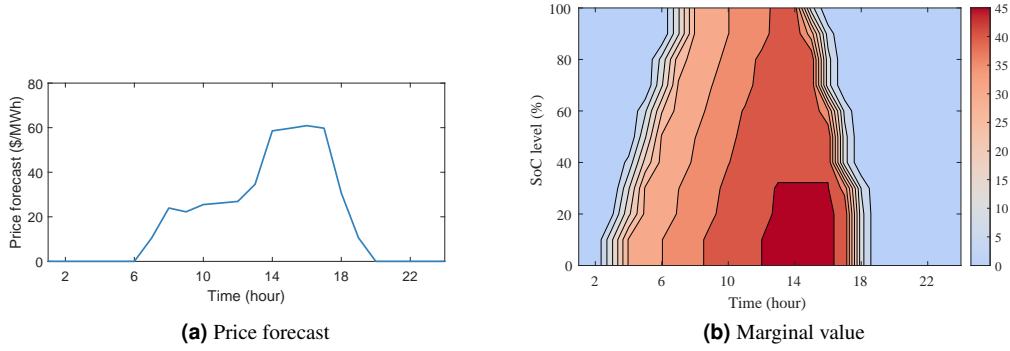 80
60
40
20
0
Price forecast ($/MWh)
2 6 10 14 18 22
Time (hour)
(a) Price forecast
100
80
60
40
20
0
SoC level (%)
2 6 10 14 18 22
Time (hour)
45
40
35
30
25
20
15
10
5
0
(b) Marginal value